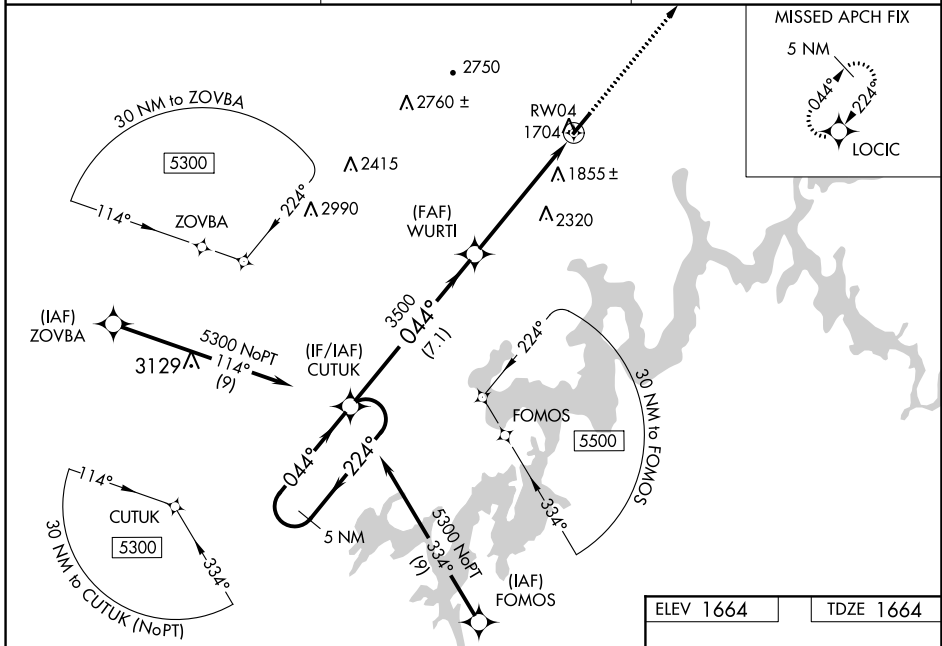 MISSED APCH FIX
5 NM
044°
224°
LOCIC
2750
2760 ±
RW04
1704
30 NM to ZOVBA
5300
2415
1855 ±
114°
224°
2990
ZOVBA
2320
(FAF)
WURTI
(IAF)
ZOVBA
5300 NoPT
114°
(9)
3129
3500
044°
(7.1)
(IF/IAF)
CUTUK
224°
30 NM to FOMOS
FOMOS
5500
334°
044°
224°
5 NM
114°
CUTUK
5300
334°
30 NM to CUTUK (NoPT)
5300 NoPT
334°
(9)
(IAF)
FOMOS
ELEV 1664
TDZE 1664